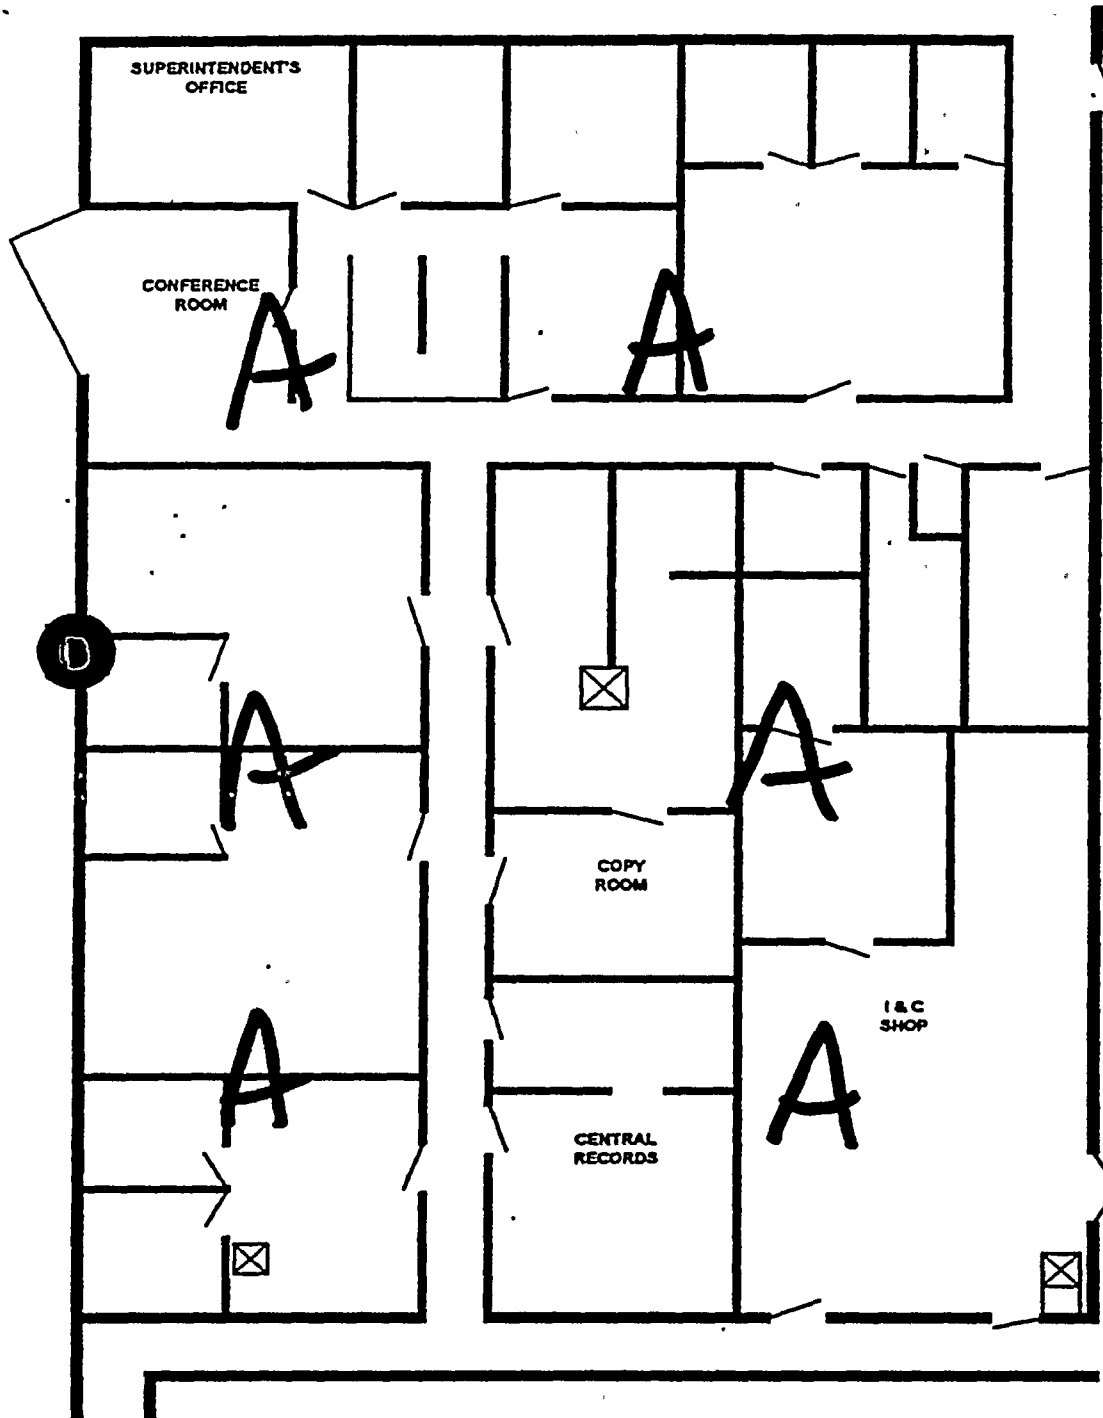 SUPERINTENDENT'S
OFFICE
CONFERENCE
ROOM
A
A
D
A
A
COPY
ROOM
I & C
SHOP
A
A
CENTRAL
RECORDS